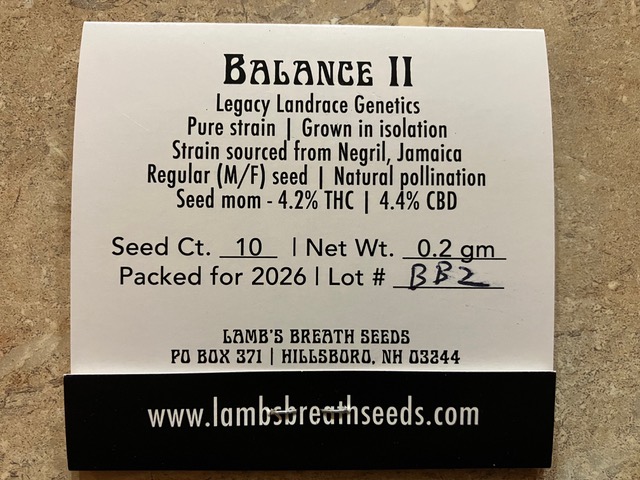 BALANCE II
Legacy Landrace Genetics
Pure strain | Grown in isolation
Strain sourced from Negril, Jamaica
Regular (M/F) seed | Natural pollination
Seed mom - 4.2% THC | 4.4% CBD
Seed Ct. 10 | Net Wt. 0.2 gm
Packed for 2026 | Lot # BB2
LAMB'S BREATH SEEDS
PO BOX 371 | HILLSBORO, NH 03244
www.lambsbreathseeds.com